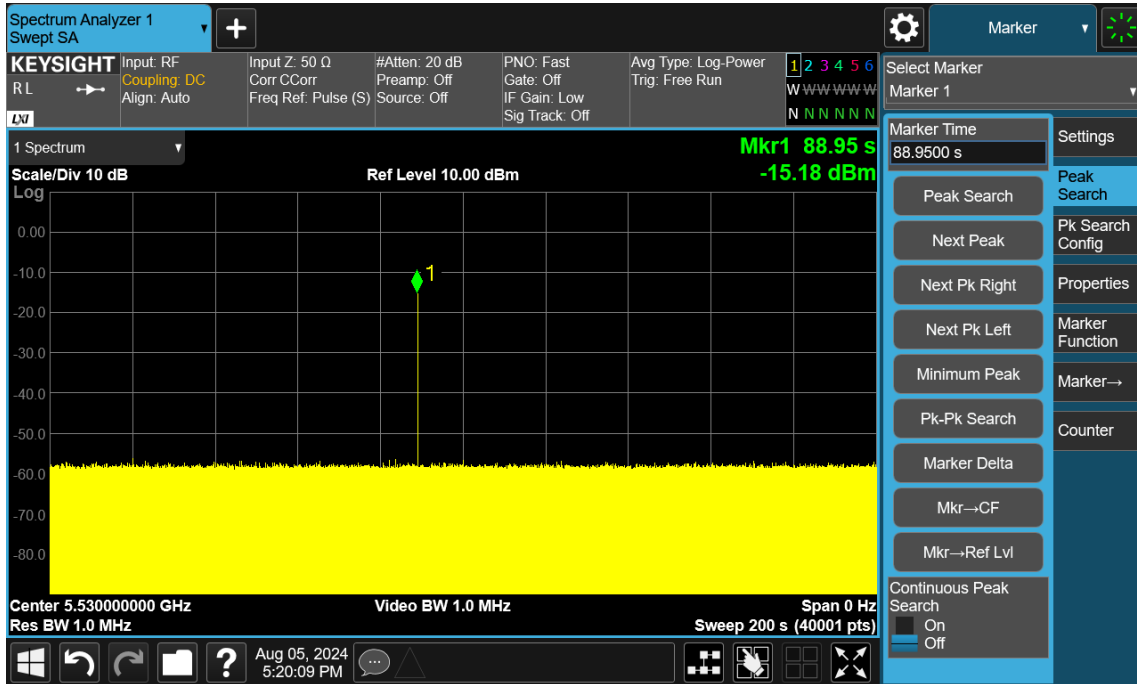 Spectrum Analyzer 1
Swept SA
Marker
KEYSIGHT
R L
LXI
Input: RF
Coupling: DC
Align: Auto
Input Z: 50 Ω
Corr CCorr
Freq Ref: Pulse (S)
#Atten: 20 dB
Preamp: Off
Source: Off
PNO: Fast
Gate: Off
IF Gain: Low
Sig Track: Off
Avg Type: Log-Power
Trig: Free Run
1 2 3 4 5 6
W W W W W W
N N N N N N
Select Marker
Marker 1
1 Spectrum
Mkr1 88.95 s
-15.18 dBm
Scale/Div 10 dB
Ref Level 10.00 dBm
Log
0.00
-10.0
-20.0
-30.0
-40.0
-50.0
-60.0
-70.0
-80.0
1
Center 5.530000000 GHz
Video BW 1.0 MHz
Span 0 Hz
Res BW 1.0 MHz
Sweep 200 s (40001 pts)
Marker Time
88.9500 s
Peak Search
Next Peak
Next Pk Right
Next Pk Left
Minimum Peak
Pk-Pk Search
Marker Delta
Mkr→CF
Mkr→Ref Lvl
Continuous Peak
Search
On
Off
Settings
Peak
Search
Pk Search
Config
Properties
Marker
Function
Marker→
Counter
?
Aug 05, 2024
5:20:09 PM